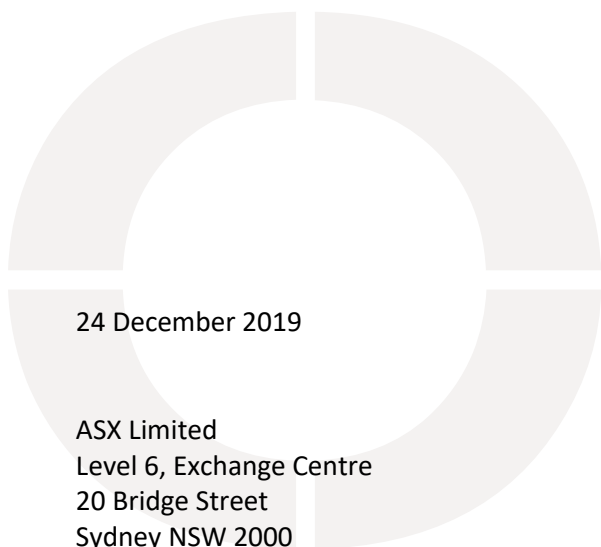 24 December 2019
ASX Limited
Level 6, Exchange Centre
20 Bridge Street
Sydney NSW 2000